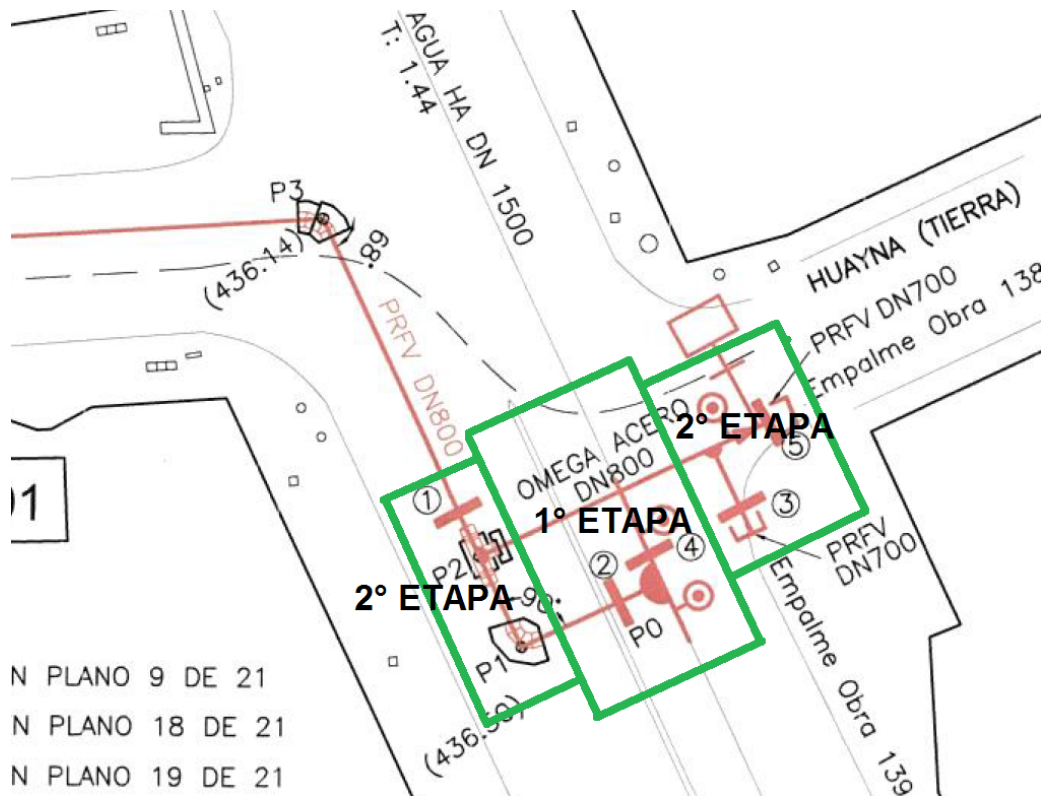 AGUA HA DN 1500
T: 1.44
P3
(436.14)
.89
PRFV DN800
HUAYNA (TIERRA)
PRFV DN700
Empalme Obra 138
OMEGA ACERO
DN800
2° ETAPA
1° ETAPA
2° ETAPA
1
2
3
4
5
P2
P1
P0
(436.50)
PRFV
DN700
Empalme Obra 139
01
N PLANO 9 DE 21
N PLANO 18 DE 21
N PLANO 19 DE 21